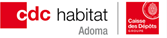 cdc habitat
Adoma
Caisse
des Dépôts
GROUPE